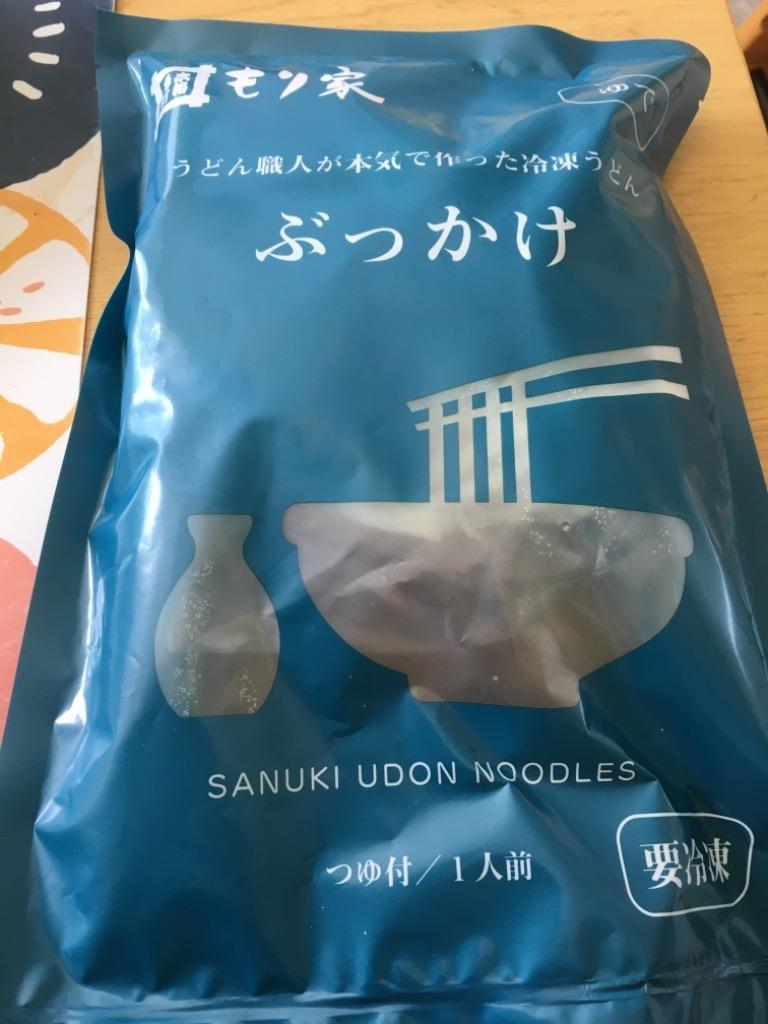 もり家
うどん職人が本気で作った冷凍うどん
ぶっかけ
SANUKI UDON NOODLES
つゆ付／1人前
要冷凍